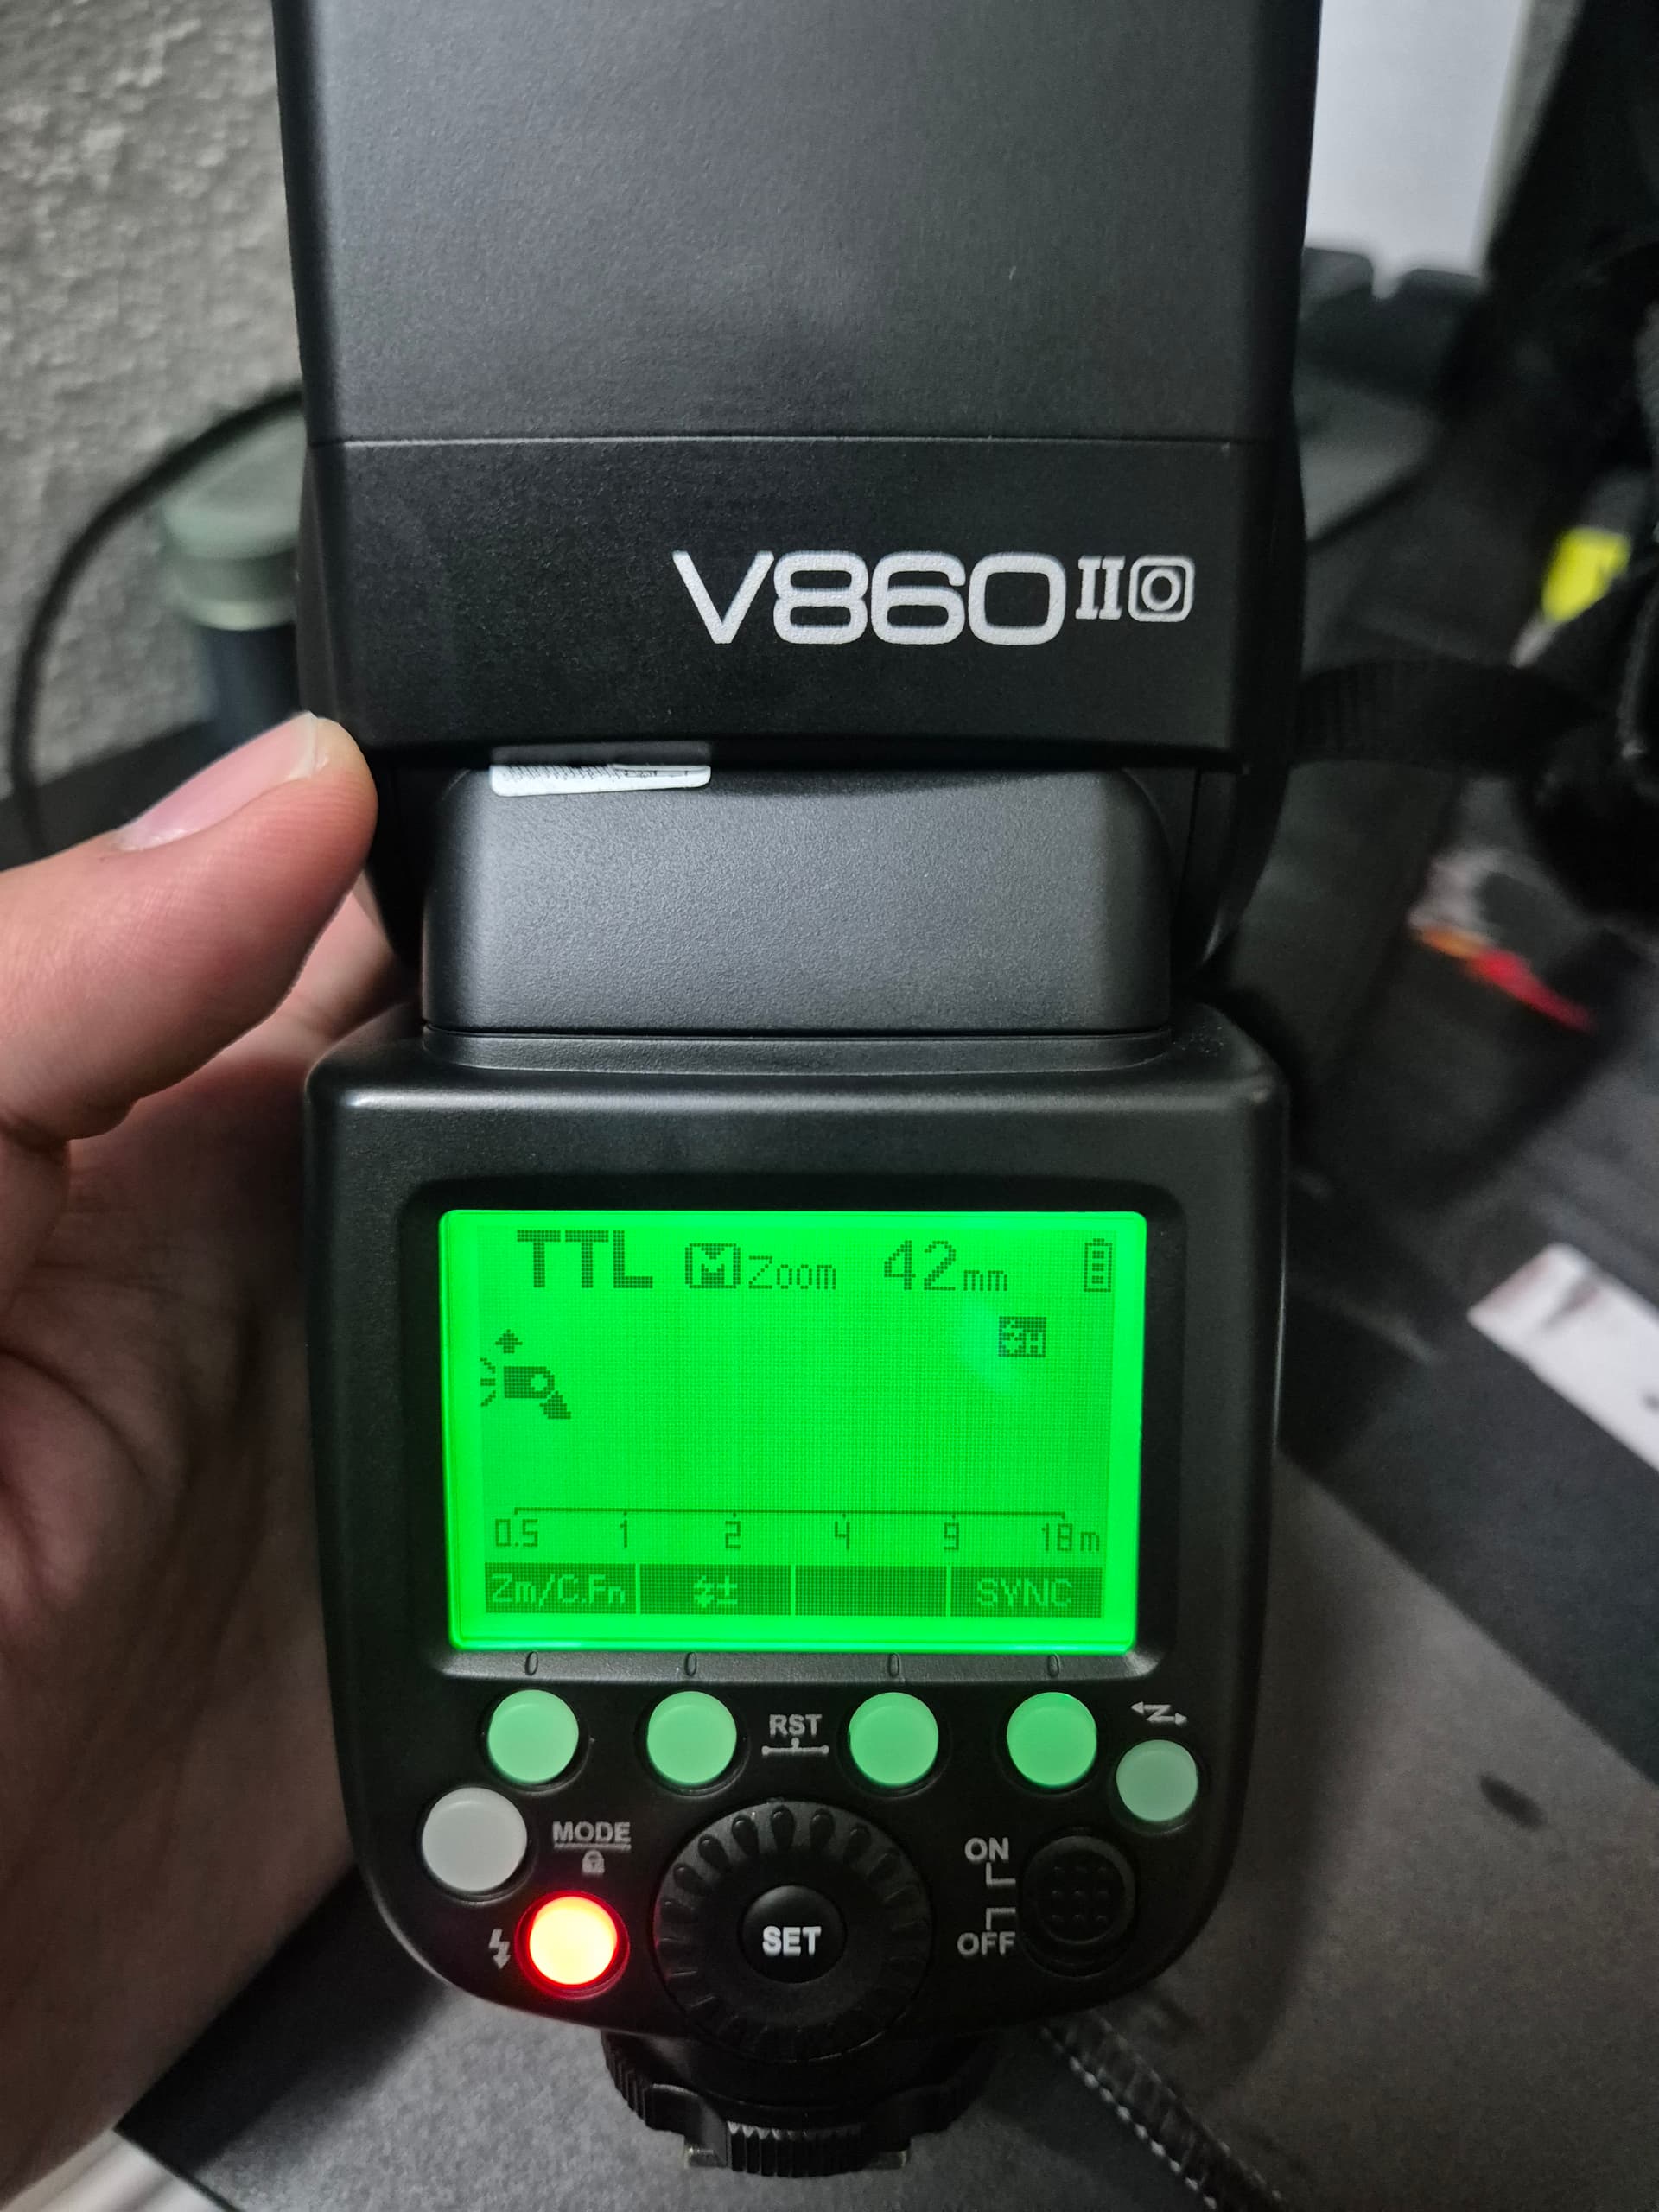 V860IIO
TTL M Zoom 42mm
H
0.5 1 2 4 9 18m
Zm/C.Fn ± SYNC
RST
MODE
ON
SET
OFF